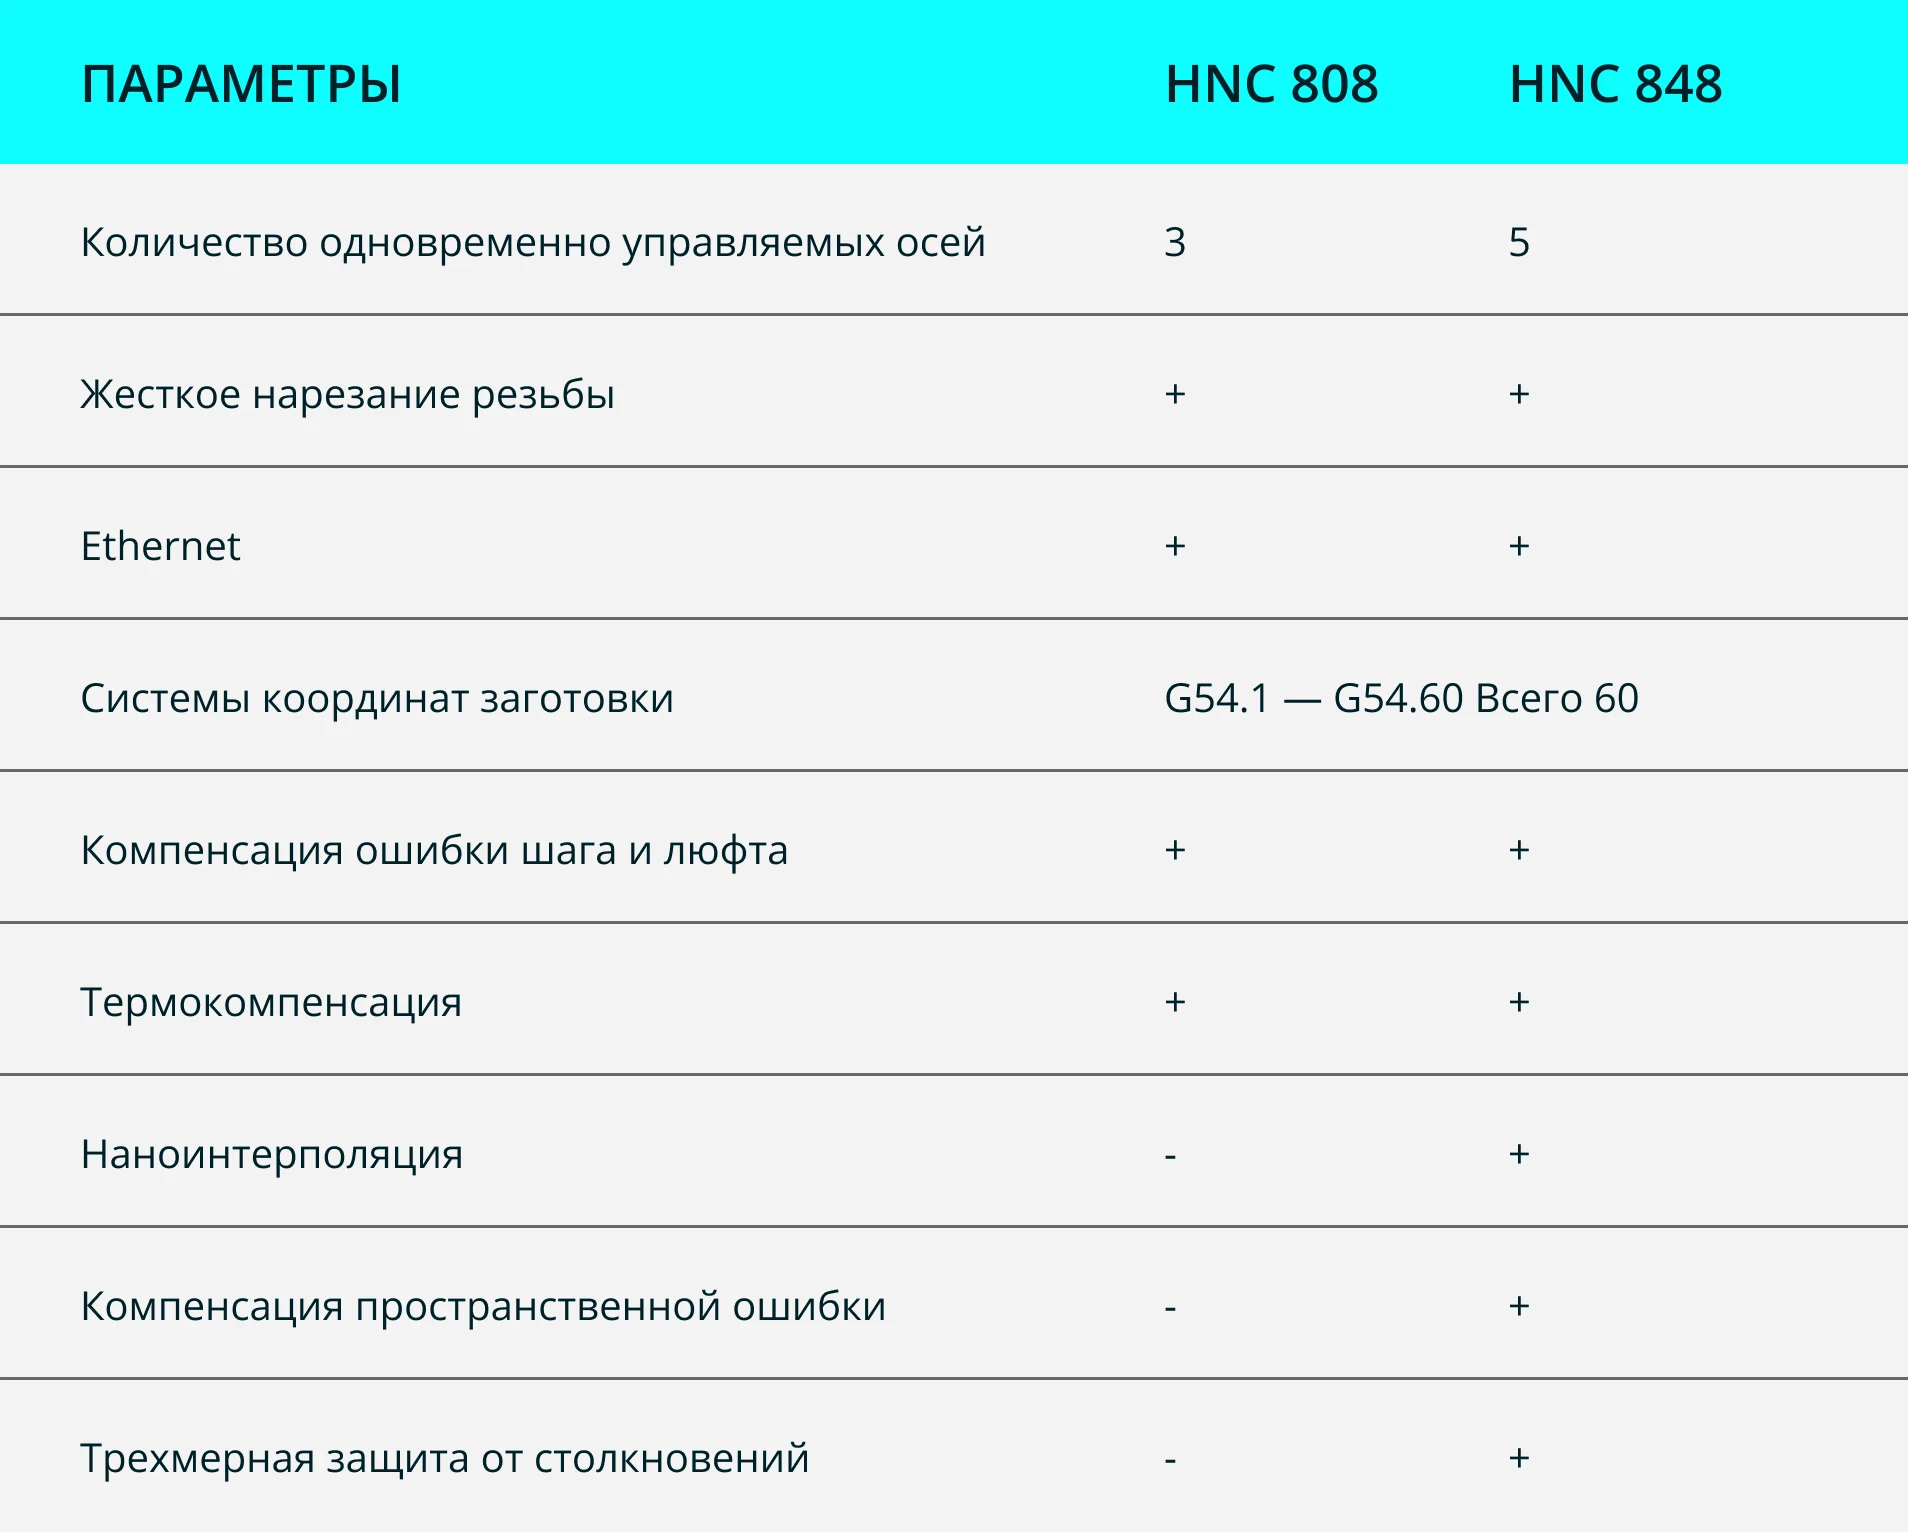 ПАРАМЕТРЫ HNC 808 HNC 848
Количество одновременно управляемых осей 3 5
Жесткое нарезание резьбы + +
Ethernet + +
Системы координат заготовки G54.1 — G54.60 Всего 60
Компенсация ошибки шага и люфта + +
Термокомпенсация + +
Наноинтерполяция - +
Компенсация пространственной ошибки - +
Трехмерная защита от столкновений - +